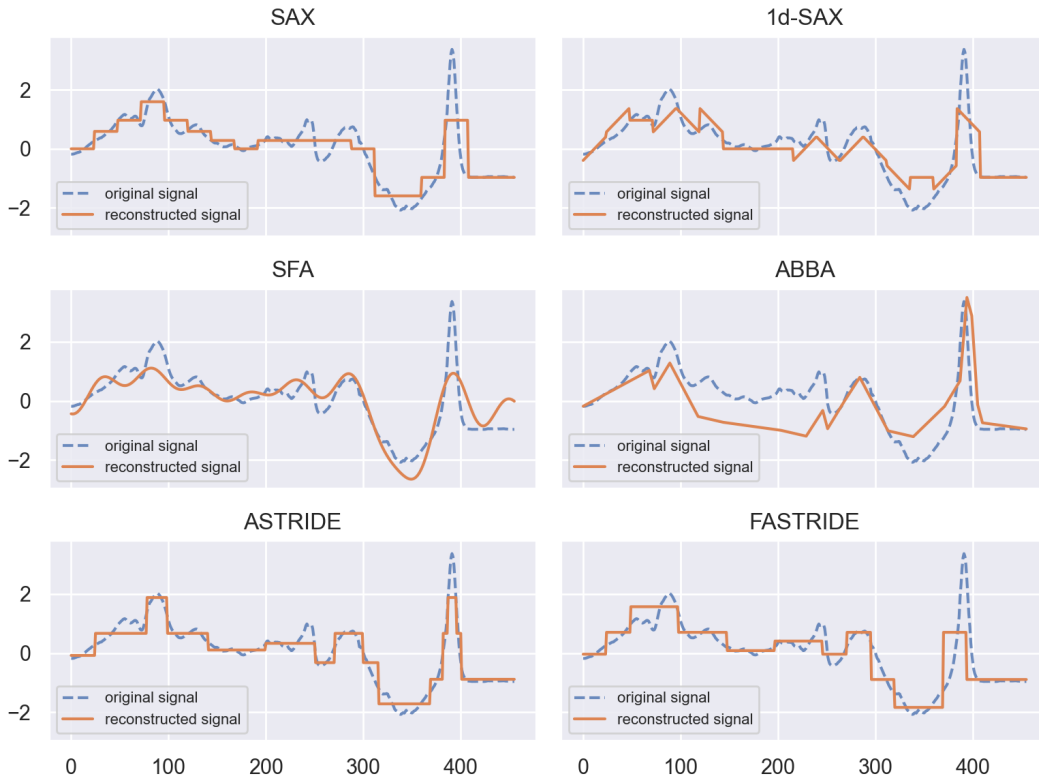 SAX
2
0
−2
original signal
reconstructed signal
1d-SAX
original signal
reconstructed signal
SFA
2
0
−2
original signal
reconstructed signal
ABBA
original signal
reconstructed signal
ASTRIDE
2
0
−2
original signal
reconstructed signal
0 100 200 300 400
FASTRIDE
original signal
reconstructed signal
0 100 200 300 400